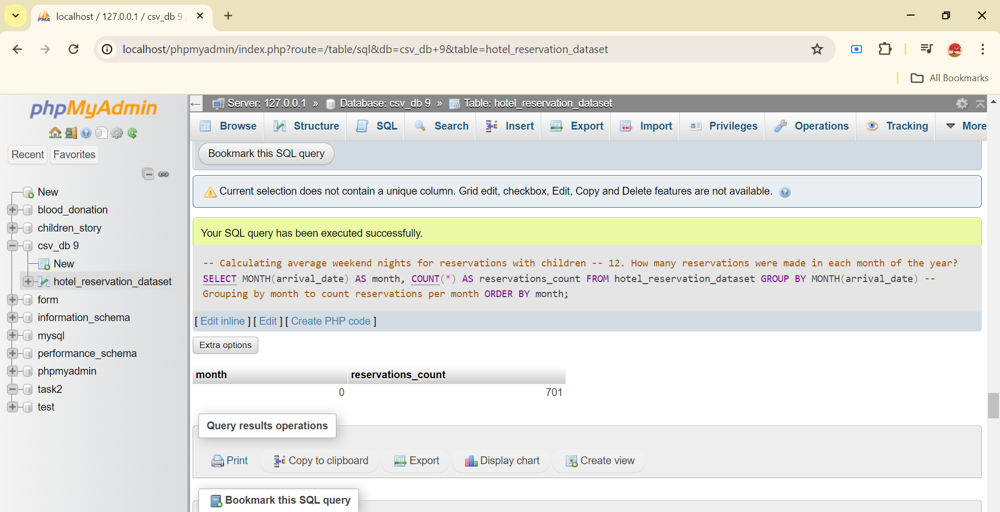 localhost / 127.0.0.1 / csv_db 9
localhost/phpmyadmin/index.php?route=/table/sql&db=csv_db+9&table=hotel_reservation_dataset
All Bookmarks
phpMyAdmin
Recent
Favorites
New
blood_donation
children_story
csv_db 9
New
hotel_reservation_dataset
form
information_schema
mysql
performance_schema
phpmyadmin
task2
test
Server: 127.0.0.1 » Database: csv_db 9 » Table: hotel_reservation_dataset
Browse Structure SQL Search Insert Export Import Privileges Operations Tracking More
Bookmark this SQL query
Current selection does not contain a unique column. Grid edit, checkbox, Edit, Copy and Delete features are not available.
Your SQL query has been executed successfully.
-- Calculating average weekend nights for reservations with children -- 12. How many reservations were made in each month of the year?
SELECT MONTH(arrival_date) AS month, COUNT(*) AS reservations_count FROM hotel_reservation_dataset GROUP BY MONTH(arrival_date) --
Grouping by month to count reservations per month ORDER BY month;
[ Edit inline ] [ Edit ] [ Create PHP code ]
Extra options
month reservations_count
0 701
Query results operations
Print Copy to clipboard Export Display chart Create view
Bookmark this SQL query